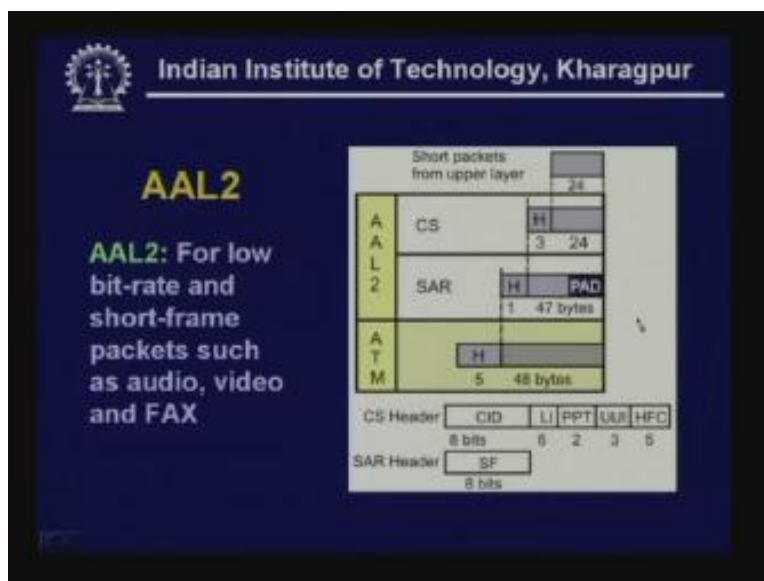 Indian Institute of Technology, Kharagpur
AAL2
AAL2: For low
bit-rate and
short-frame
packets such
as audio, video
and FAX
Short packets
from upper layer
24
A
A
L
2
CS
H
3 24
SAR
H PAD
1 47 bytes
A
T
M
H
5 48 bytes
CS Header CID LI PPT UUI HFC
8 bits 6 2 3 5
SAR Header SF
8 bits